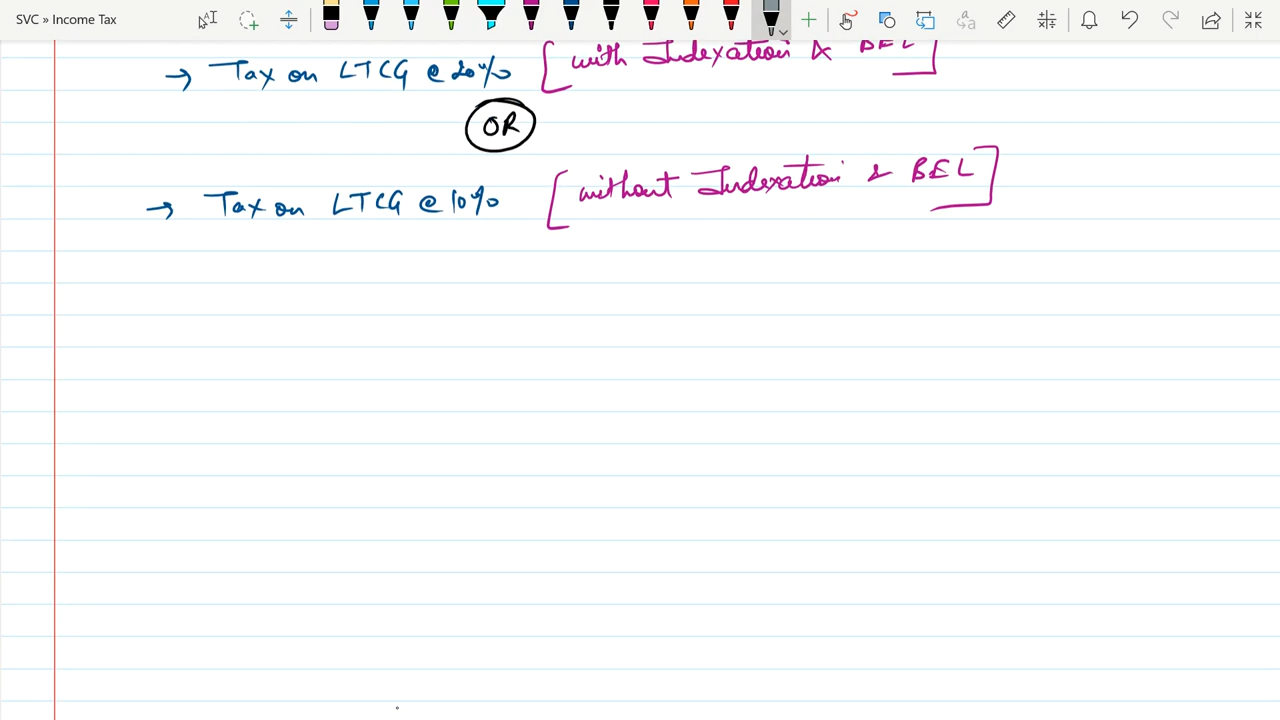 SVC » Income Tax
→ Tax on LTCG @ 20% [with Indexation & BEL]
OR
→ Tax on LTCG @ 10% [without Indexation & BEL]